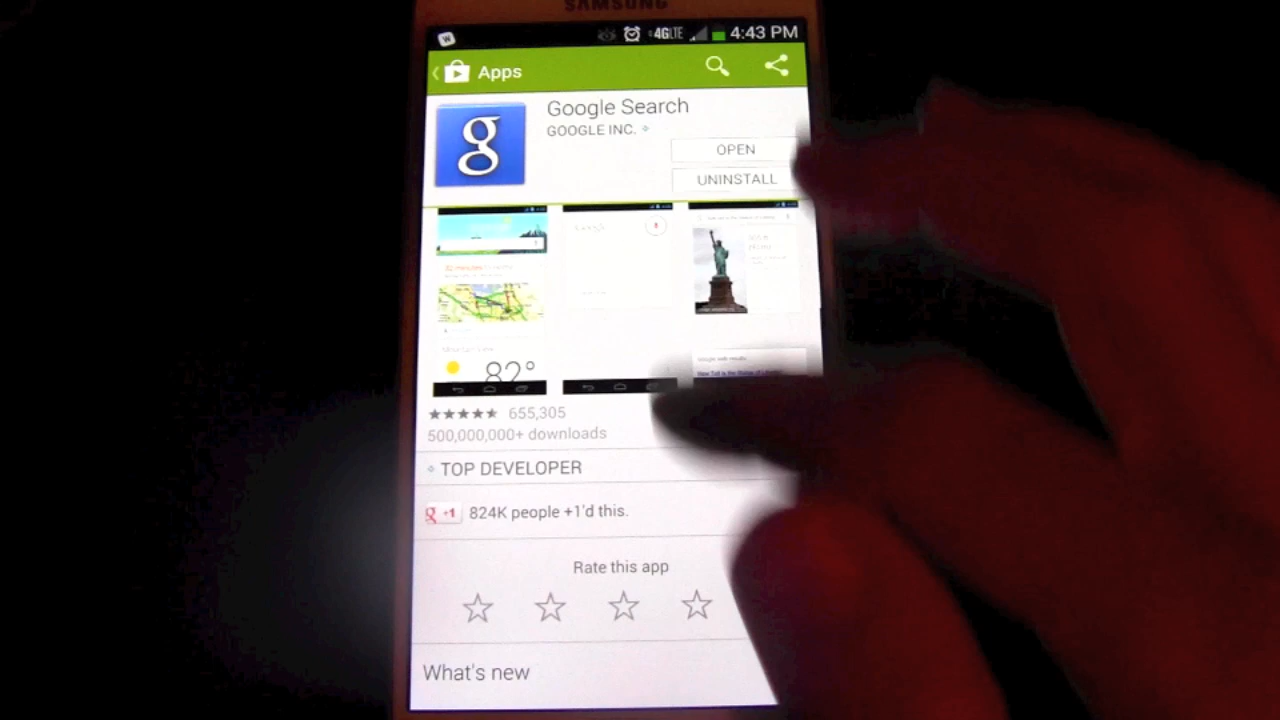 SAMSUNG
4G LTE 4:43 PM
Apps
Google Search
GOOGLE INC.
OPEN
UNINSTALL
82°
655,305
500,000,000+ downloads
TOP DEVELOPER
g +1 824K people +1'd this.
Rate this app
What's new